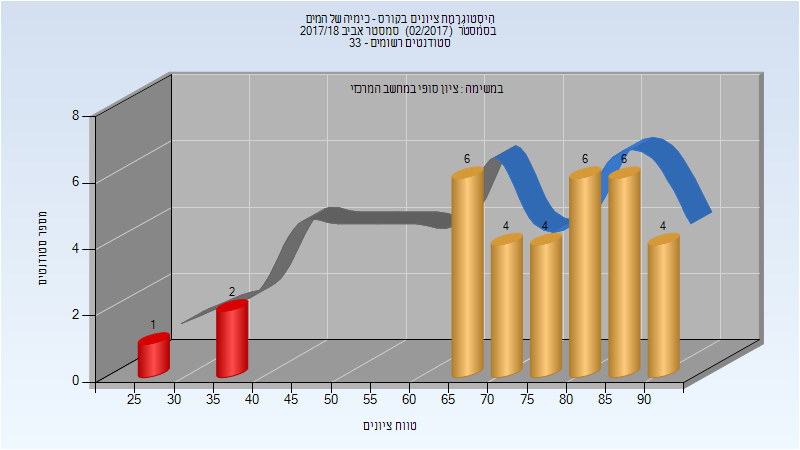 היסטוגרמת ציונים בקורס - כימיה של המים
בסמסטר (02/2017) סמסטר אביב 2017/18
סטודנטים רשומים - 33
במשימה : ציון סופי במחשב המרכזי
מספר סטודנטים
8
6
4
2
0
1
2
6
4
4
6
6
4
25 30 35 40 45 50 55 60 65 70 75 80 85 90
טווח ציונים